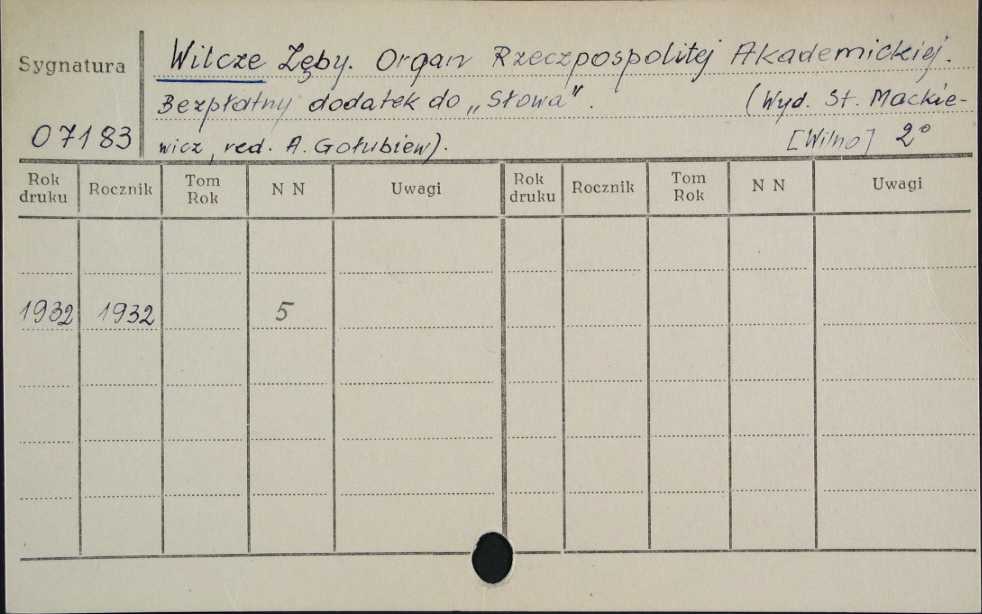 Sygnatura
07183
Wilcze Zęby. Organ Rzeczpospolitej Akademickiej.
Bezpłatny dodatek do „Słowa". (Wyd. St. Mackie-
wicz, red. A. Gołubiew). [Wilno] 2°
Rok druku Rocznik Tom Rok N N Uwagi Rok druku Rocznik Tom Rok N N Uwagi
1932 1932 5